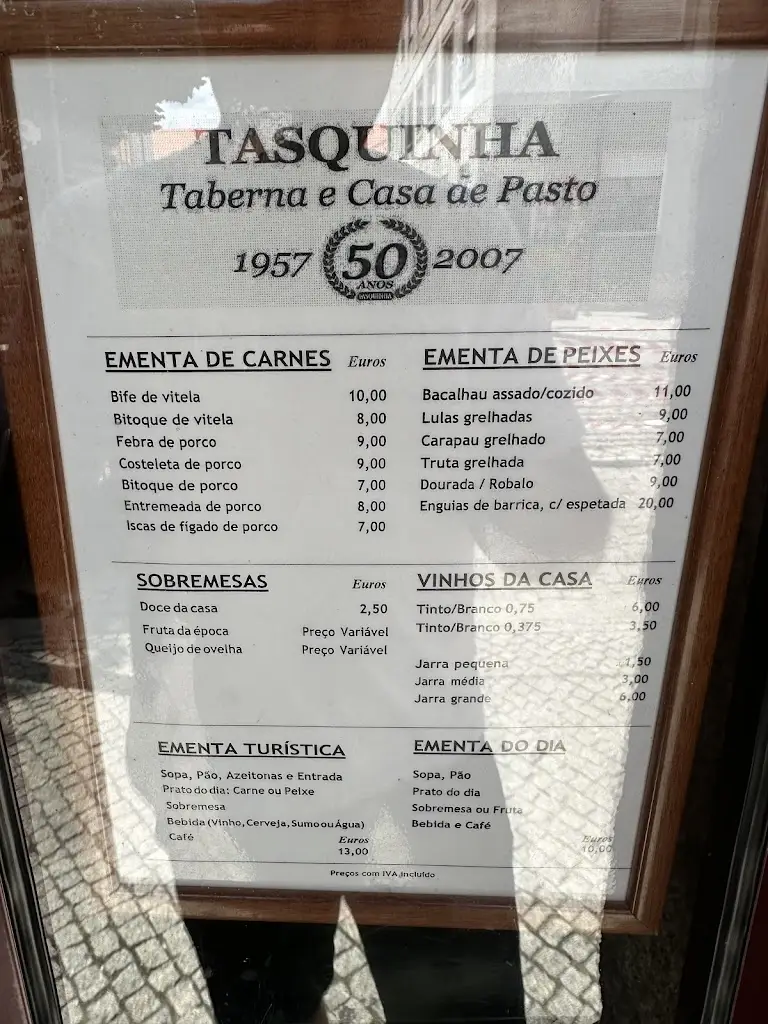 TASQUINHA
Taberna e Casa de Pasto
1957 50 2007
ANOS
TASQUINHA
EMENTA DE CARNES Euros
Bife de vitela 10,00
Bitoque de vitela 8,00
Febra de porco 9,00
Costeleta de porco 9,00
Bitoque de porco 7,00
Entremeada de porco 8,00
Iscas de fígado de porco 7,00
EMENTA DE PEIXES Euros
Bacalhau assado/cozido 11,00
Lulas grelhadas 9,00
Carapau grelhado 7,00
Truta grelhada 7,00
Dourada / Robalo 9,00
Enguias de barrica, c/ espetada 20,00
SOBREMESAS Euros
Doce da casa 2,50
Fruta da época Preço Variável
Queijo de ovelha Preço Variável
VINHOS DA CASA Euros
Tinto/Branco 0,75 6,00
Tinto/Branco 0,375 3,50
Jarra pequena 1,50
Jarra média 3,00
Jarra grande 6,00
EMENTA TURÍSTICA
Sopa, Pão, Azeitonas e Entrada
Prato do dia: Carne ou Peixe
Sobremesa
Bebida (Vinho, Cerveja, Sumo ou Água)
Café Euros
13,00
EMENTA DO DIA
Sopa, Pão
Prato do dia
Sobremesa ou Fruta
Bebida e Café
Euros
10,00
Preços com IVA incluído